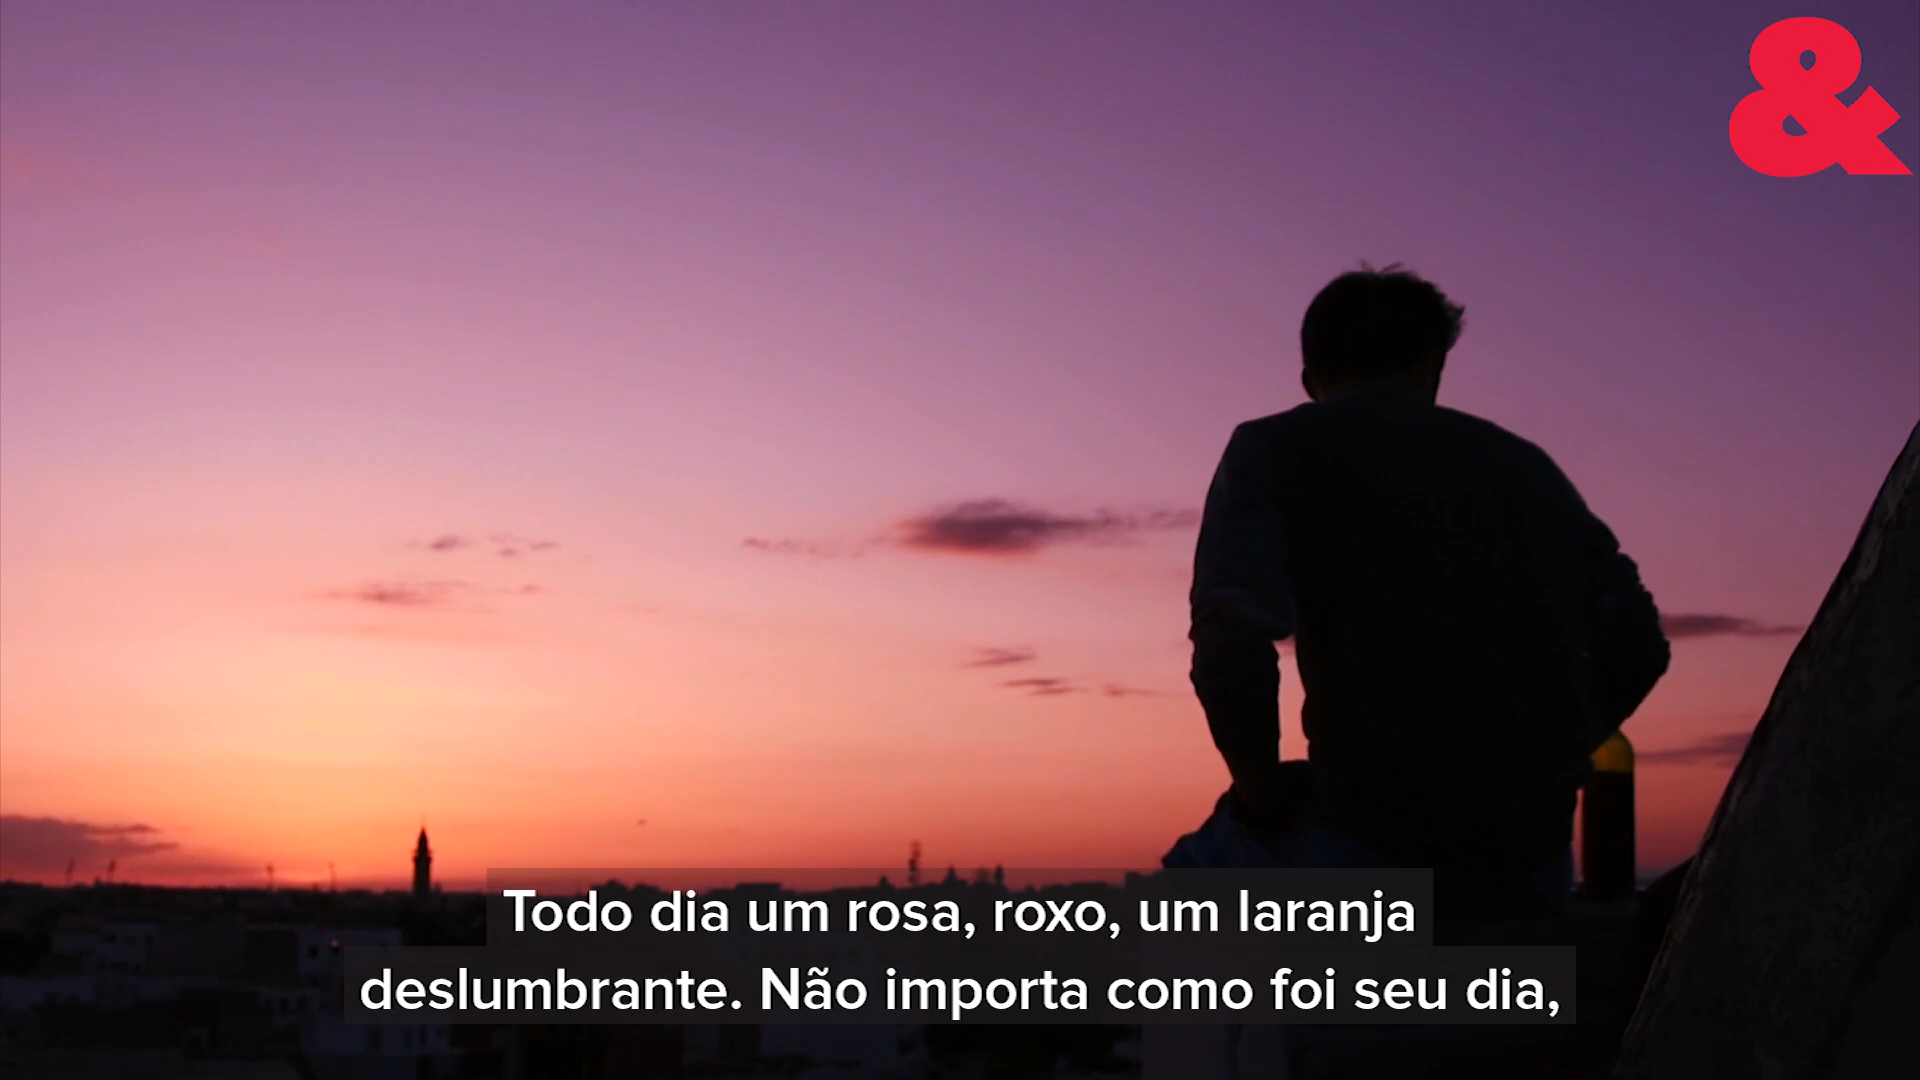 &
Todo dia um rosa, roxo, um laranja
deslumbrante. Não importa como foi seu dia,